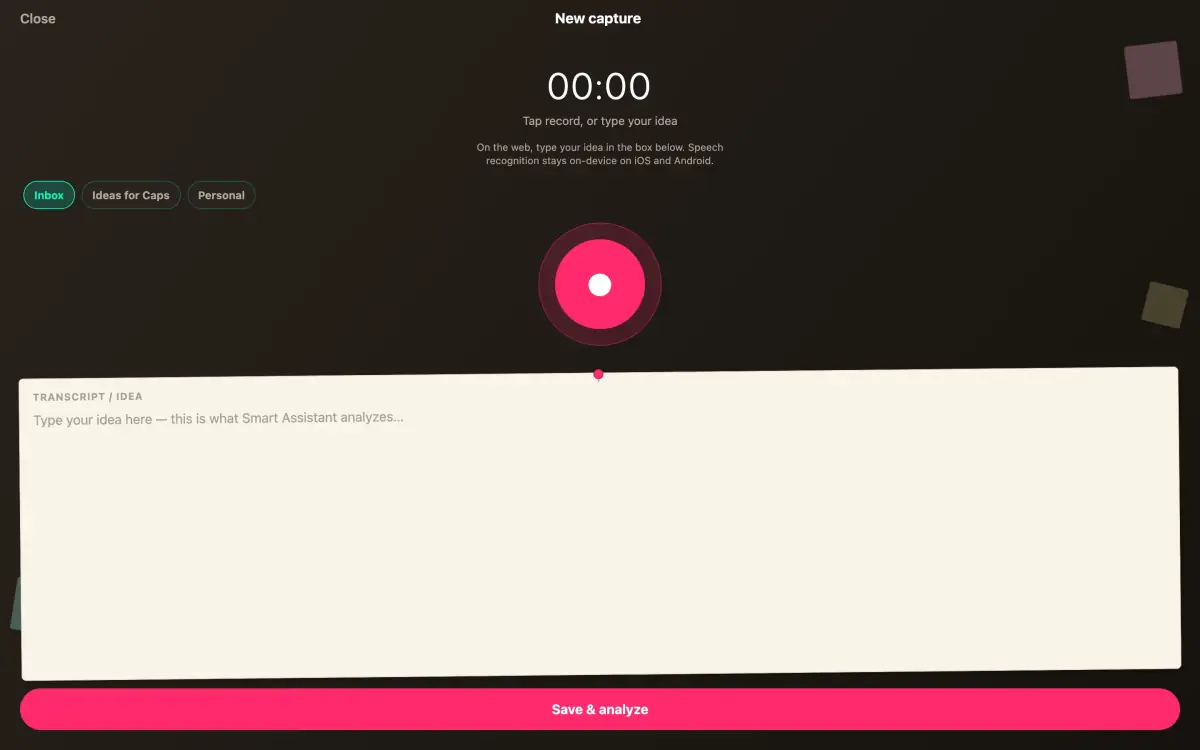 Close
New capture
00:00
Tap record, or type your idea
On the web, type your idea in the box below. Speech
recognition stays on-device on iOS and Android.
Inbox
Ideas for Caps
Personal
TRANSCRIPT / IDEA
Type your idea here — this is what Smart Assistant analyzes...
Save & analyze